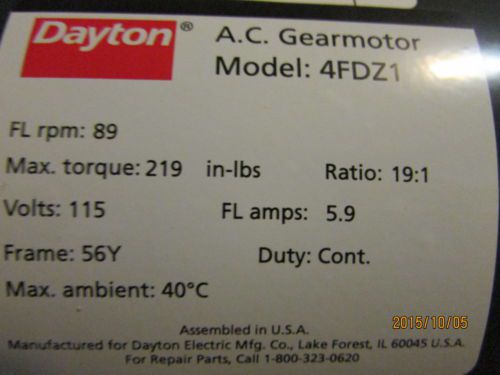 Dayton®
A.C. Gearmotor
Model: 4FDZ1
FL rpm: 89
Max. torque: 219 in-lbs Ratio: 19:1
Volts: 115 FL amps: 5.9
Frame: 56Y Duty: Cont.
Max. ambient: 40°C
2015/10/05
Assembled in U.S.A.
Manufactured for Dayton Electric Mfg. Co., Lake Forest, IL 60045 U.S.A.
For Repair Parts, Call 1-800-323-0620